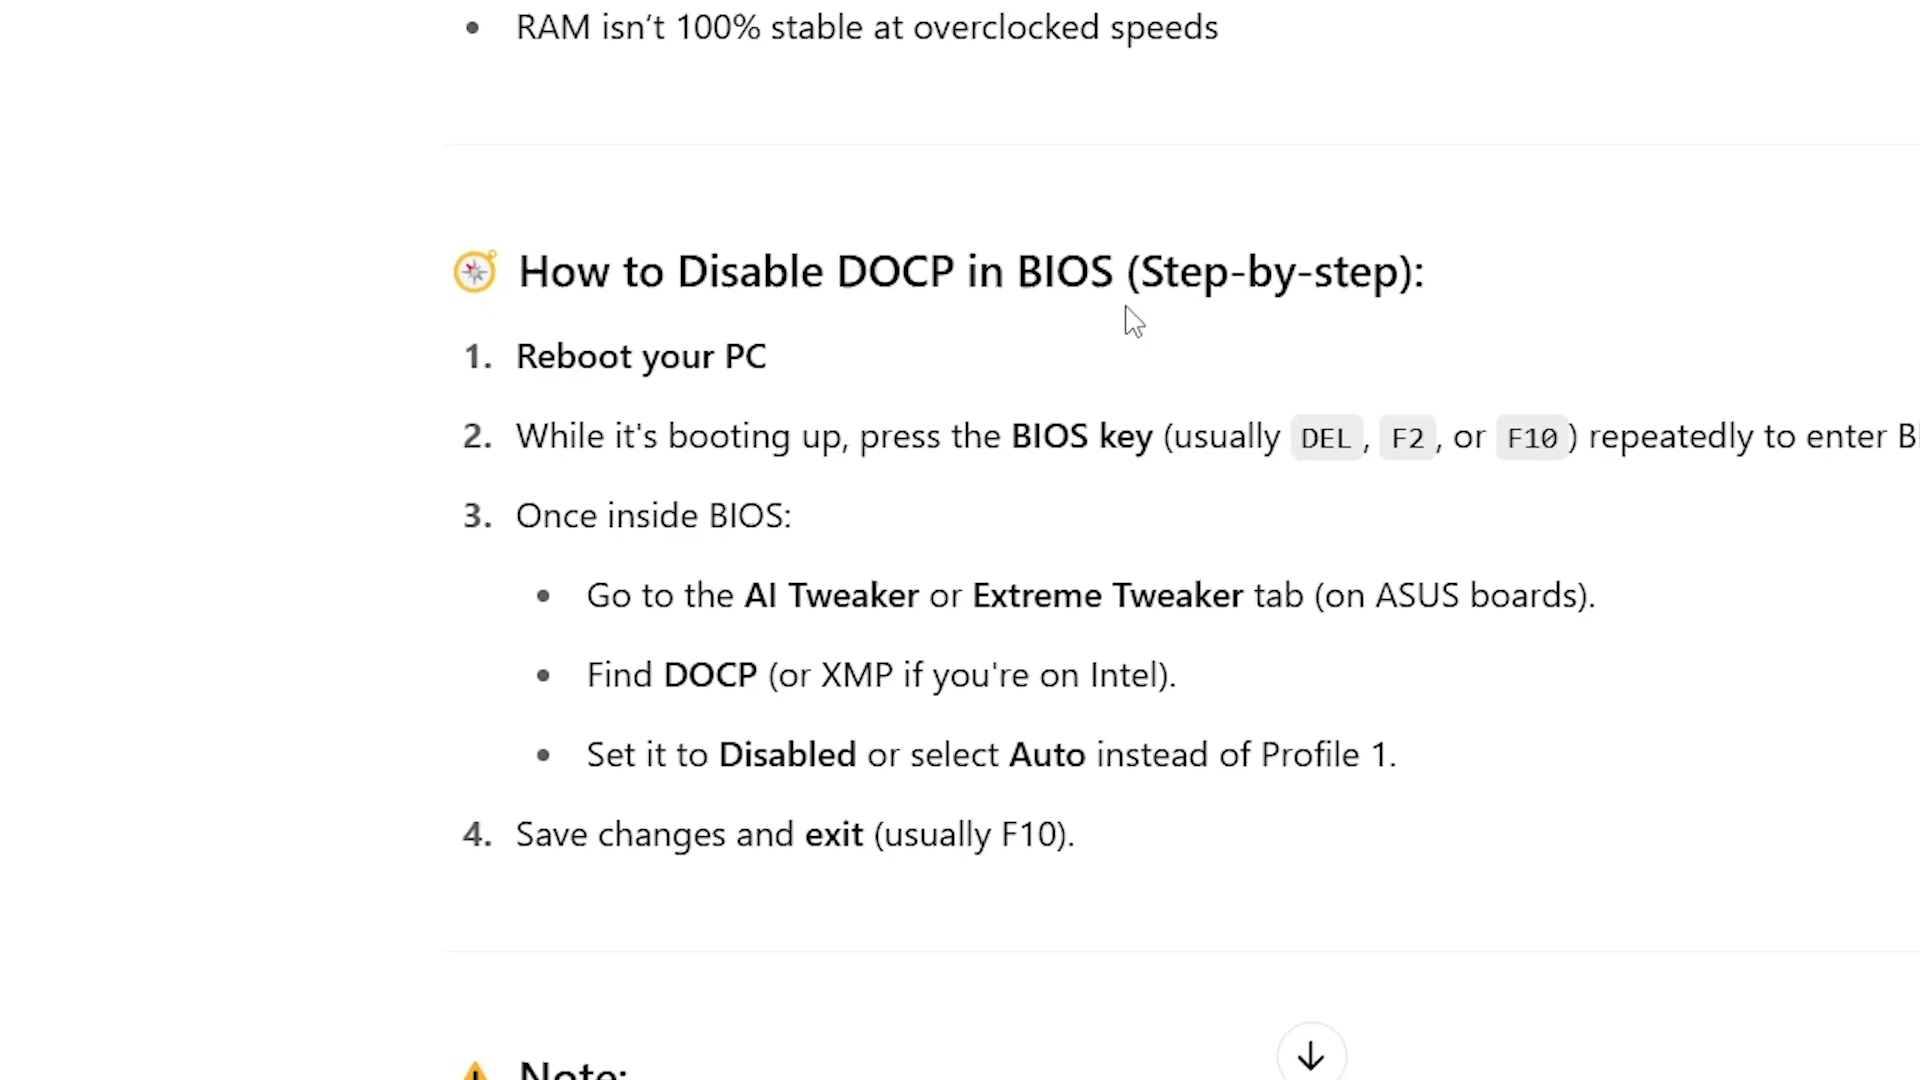 • RAM isn’t 100% stable at overclocked speeds
🧭 How to Disable DOCP in BIOS (Step-by-step):
1. Reboot your PC
2. While it's booting up, press the BIOS key (usually DEL, F2, or F10) repeatedly to enter
3. Once inside BIOS:
• Go to the AI Tweaker or Extreme Tweaker tab (on ASUS boards).
• Find DOCP (or XMP if you're on Intel).
• Set it to Disabled or select Auto instead of Profile 1.
4. Save changes and exit (usually F10).
⚠️ Note: